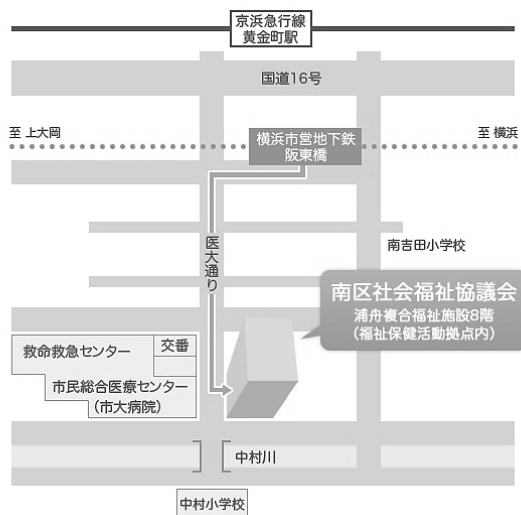 京浜急行線
黄金町駅
国道16号
至 上大岡
至 横浜
横浜市営地下鉄
阪東橋
医大通り
南吉田小学校
南区社会福祉協議会
浦舟複合福祉施設8階
（福祉保健活動拠点内）
救命救急センター
交番
市民総合医療センター
（市大病院）
中村川
中村小学校